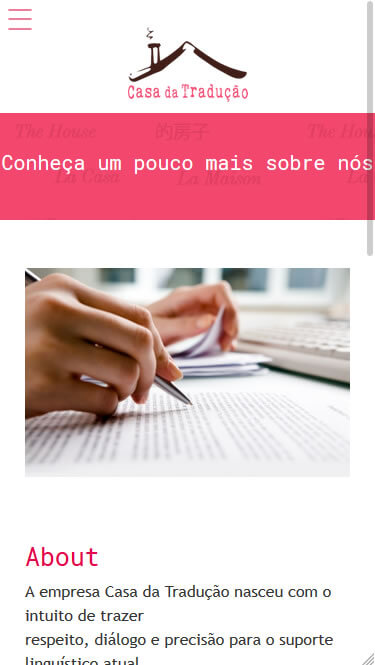 Casa da Tradução
The House 的房子 The Hou
Conheça um pouco mais sobre nós
La Casa La Maison La
About
A empresa Casa da Tradução nasceu com o
intuito de trazer
respeito, diálogo e precisão para o suporte
linguístico atual